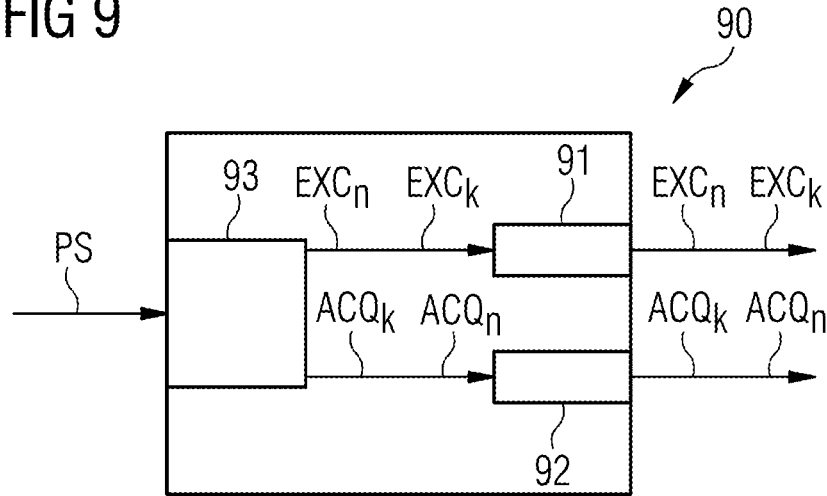 FIG 9
90
93 EXCn EXCk 91 EXCn EXCk
PS
ACQk ACQn ACQk ACQn
92